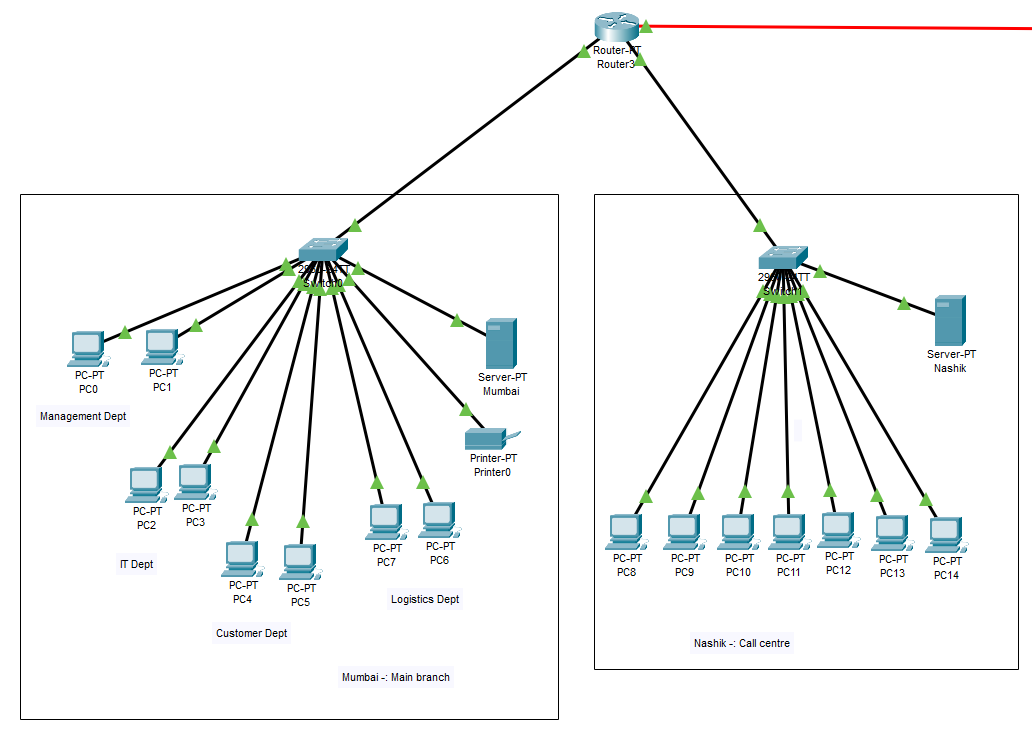 Router-PT
Router3
Switch0
TT
Switch1
PC-PT
PC0
PC-PT
PC1
Management Dept
Server-PT
Mumbai
Server-PT
Nashik
Printer-PT
Printer0
PC-PT
PC2
PC-PT
PC3
IT Dept
PC-PT
PC4
PC-PT
PC5
Customer Dept
PC-PT
PC7
PC-PT
PC6
Logistics Dept
Mumbai -: Main branch
PC-PT
PC8
PC-PT
PC9
PC-PT
PC10
PC-PT
PC11
PC-PT
PC12
PC-PT
PC13
PC-PT
PC14
Nashik -: Call centre